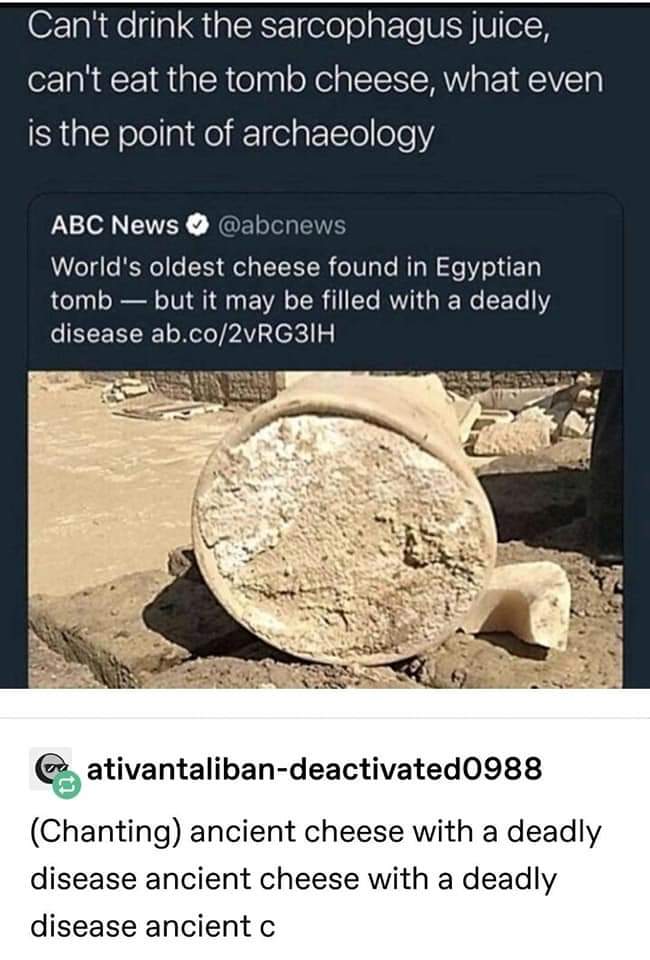 Can't drink the sarcophagus juice,
can't eat the tomb cheese, what even
is the point of archaeology
ABC News @abcnews
World's oldest cheese found in Egyptian
tomb — but it may be filled with a deadly
disease ab.co/2vRG3IH
ativantaliban-deactivated0988
(Chanting) ancient cheese with a deadly
disease ancient cheese with a deadly
disease ancient c